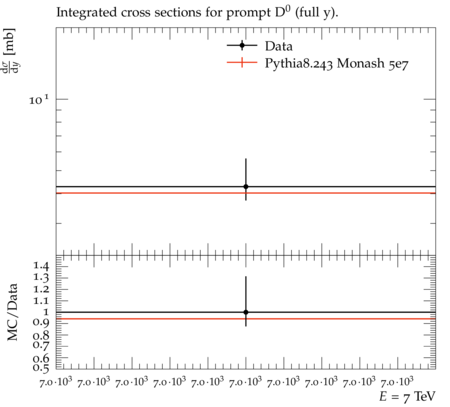 Integrated cross sections for prompt D⁰ (full y).
dσ/dy [mb]
Data
Pythia8.243 Monash 5e7
10¹
MC/Data
1.4
1.3
1.2
1.1
1
0.9
0.8
0.7
0.6
0.5
7.0·10³ 7.0·10³ 7.0·10³ 7.0·10³ 7.0·10³ 7.0·10³ 7.0·10³ 7.0·10³ 7.0·10³ 7.0·10³
E = 7 TeV